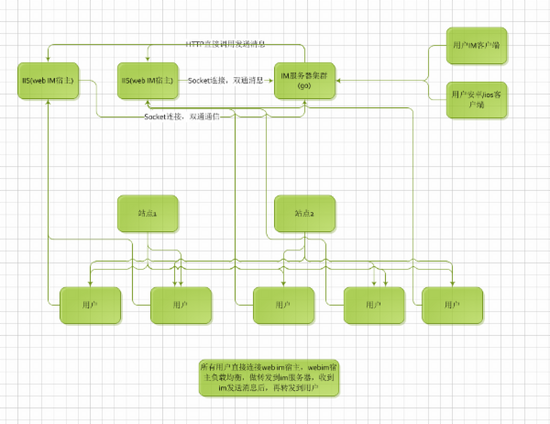 HTTP直接调用发送消息
IIS(web IM宿主)
IIS(web IM宿主)
Socket连接，双通消息
IM服务器集群
(go)
用户IM客户端
用户安卓/ios客
户端
Socket连接，双通通信
站点1
站点2
用户
用户
用户
用户
用户
所有用户直接连接webim宿主，webim宿
主负载均衡，做转发到im服务器，收到
im发送消息后，再转发到用户